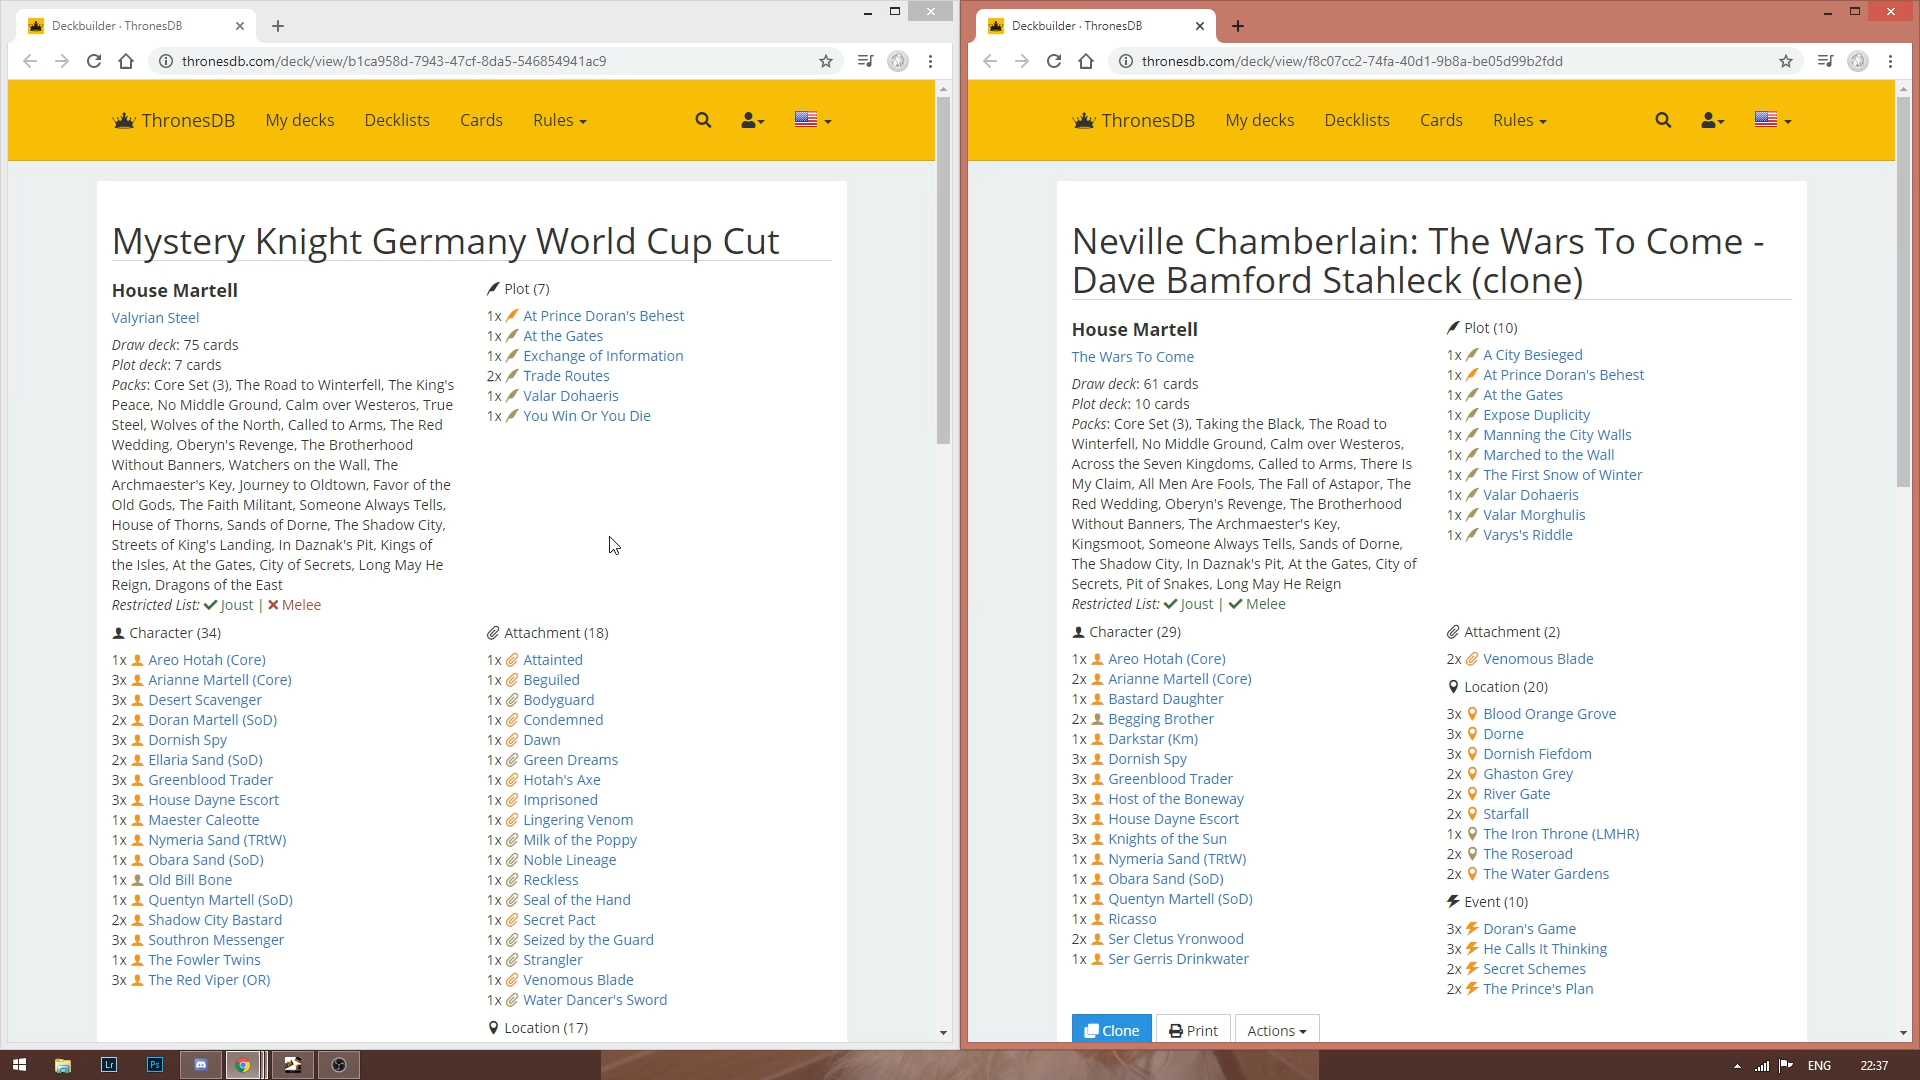 Deckbuilder · ThronesDB
thronesdb.com/deck/view/b1ca958d-7943-47cf-8da5-546854941ac9
ThronesDB My decks Decklists Cards Rules
Mystery Knight Germany World Cup Cut
House Martell
Valyrian Steel
Draw deck: 75 cards
Plot deck: 7 cards
Packs: Core Set (3), The Road to Winterfell, The King's
Peace, No Middle Ground, Calm over Westeros, True
Steel, Wolves of the North, Called to Arms, The Red
Wedding, Oberyn's Revenge, The Brotherhood
Without Banners, Watchers on the Wall, The
Archmaester's Key, Journey to Oldtown, Favor of the
Old Gods, The Faith Militant, Someone Always Tells,
House of Thorns, Sands of Dorne, The Shadow City,
Streets of King's Landing, In Daznak's Pit, Kings of
the Isles, At the Gates, City of Secrets, Long May He
Reign, Dragons of the East
Restricted List: Joust | Melee
Plot (7)
1x At Prince Doran's Behest
1x At the Gates
1x Exchange of Information
2x Trade Routes
1x Valar Dohaeris
1x You Win Or You Die
Character (34)
1x Areo Hotah (Core)
3x Arianne Martell (Core)
3x Desert Scavenger
2x Doran Martell (SoD)
3x Dornish Spy
2x Ellaria Sand (SoD)
3x Greenblood Trader
3x House Dayne Escort
1x Maester Caleotte
1x Nymeria Sand (TRtW)
1x Obara Sand (SoD)
1x Old Bill Bone
1x Quentyn Martell (SoD)
2x Shadow City Bastard
3x Southron Messenger
1x The Fowler Twins
3x The Red Viper (OR)
Attachment (18)
1x Attainted
1x Beguiled
1x Bodyguard
1x Condemned
1x Dawn
1x Green Dreams
1x Hotah's Axe
1x Imprisoned
1x Lingering Venom
1x Milk of the Poppy
1x Noble Lineage
1x Reckless
1x Seal of the Hand
1x Secret Pact
1x Seized by the Guard
1x Strangler
1x Venomous Blade
1x Water Dancer's Sword
Location (17)
Deckbuilder · ThronesDB
thronesdb.com/deck/view/f8c07cc2-74fa-40d1-9b8a-be05d99b2fdd
ThronesDB My decks Decklists Cards Rules
Neville Chamberlain: The Wars To Come -
Dave Bamford Stahleck (clone)
House Martell
The Wars To Come
Draw deck: 61 cards
Plot deck: 10 cards
Packs: Core Set (3), Taking the Black, The Road to
Winterfell, No Middle Ground, Calm over Westeros,
Across the Seven Kingdoms, Called to Arms, There Is
My Claim, All Men Are Fools, The Fall of Astapor, The
Red Wedding, Oberyn's Revenge, The Brotherhood
Without Banners, The Archmaester's Key,
Kingsmoot, Someone Always Tells, Sands of Dorne,
The Shadow City, In Daznak's Pit, At the Gates, City of
Secrets, Pit of Snakes, Long May He Reign
Restricted List: Joust | Melee
Plot (10)
1x A City Besieged
1x At Prince Doran's Behest
1x At the Gates
1x Expose Duplicity
1x Manning the City Walls
1x Marched to the Wall
1x The First Snow of Winter
1x Valar Dohaeris
1x Valar Morghulis
1x Varys's Riddle
Character (29)
1x Areo Hotah (Core)
2x Arianne Martell (Core)
1x Bastard Daughter
2x Begging Brother
1x Darkstar (Km)
3x Dornish Spy
3x Greenblood Trader
3x Host of the Boneway
3x House Dayne Escort
3x Knights of the Sun
1x Nymeria Sand (TRtW)
1x Obara Sand (SoD)
1x Quentyn Martell (SoD)
1x Ricasso
2x Ser Cletus Yronwood
1x Ser Gerris Drinkwater
Attachment (2)
2x Venomous Blade
Location (20)
3x Blood Orange Grove
3x Dorne
3x Dornish Fiefdom
2x Ghaston Grey
2x River Gate
2x Starfall
1x The Iron Throne (LMHR)
2x The Roseroad
2x The Water Gardens
Event (10)
3x Doran's Game
3x He Calls It Thinking
2x Secret Schemes
2x The Prince's Plan
Clone Print Actions
Lr Ps ENG 22:37